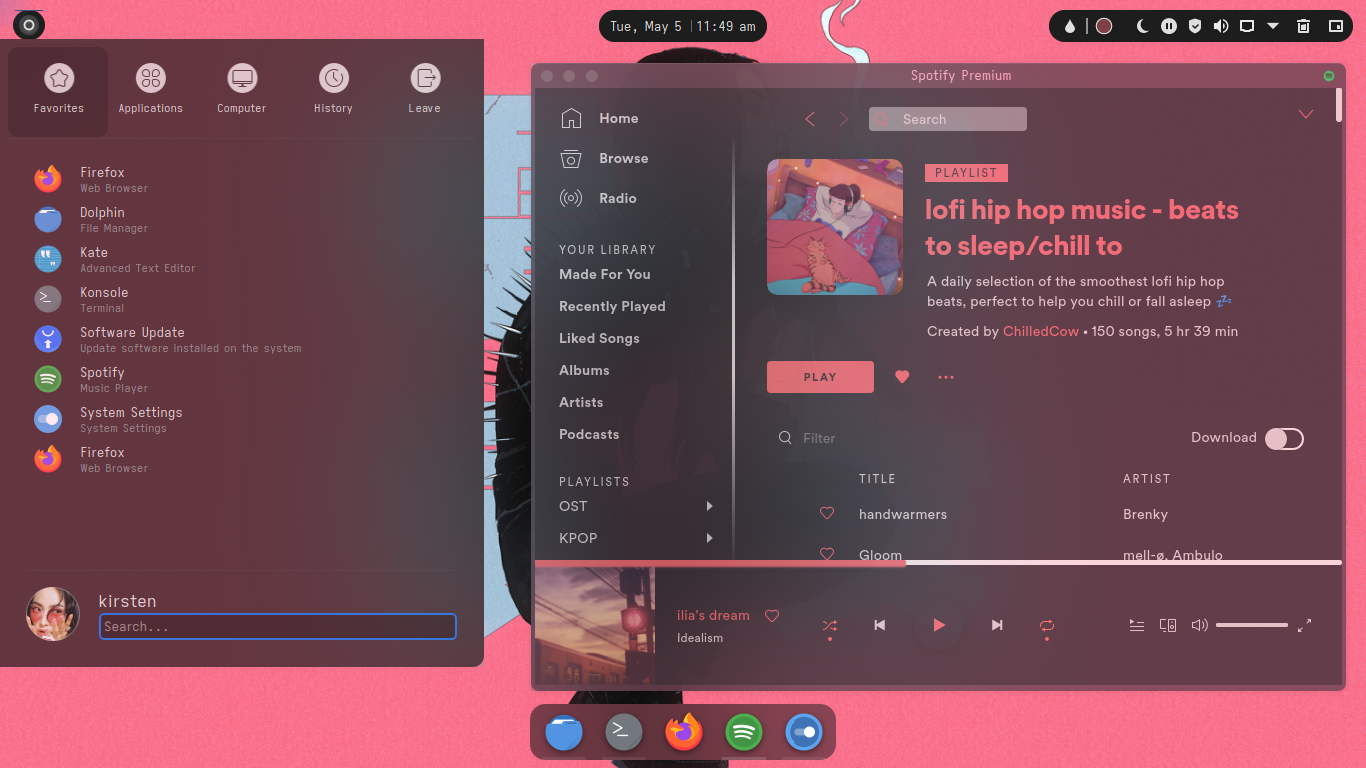 Tue, May 5 | 11:49 am
Favorites
Applications
Computer
History
Leave
Firefox
Web Browser
Dolphin
File Manager
Kate
Advanced Text Editor
Konsole
Terminal
Software Update
Update software installed on the system
Spotify
Music Player
System Settings
System Settings
Firefox
Web Browser
kirsten
Search...
Spotify Premium
Home
Browse
Radio
YOUR LIBRARY
Made For You
Recently Played
Liked Songs
Albums
Artists
Podcasts
PLAYLISTS
OST
KPOP
Search
PLAYLIST
lofi hip hop music - beats
to sleep/chill to
A daily selection of the smoothest lofi hip hop
beats, perfect to help you chill or fall asleep 💤
Created by ChilledCow • 150 songs, 5 hr 39 min
PLAY
Filter
Download
TITLE
ARTIST
handwarmers
Brenky
Gloom
mell-ø, Ambulo
ilia's dream
Idealism